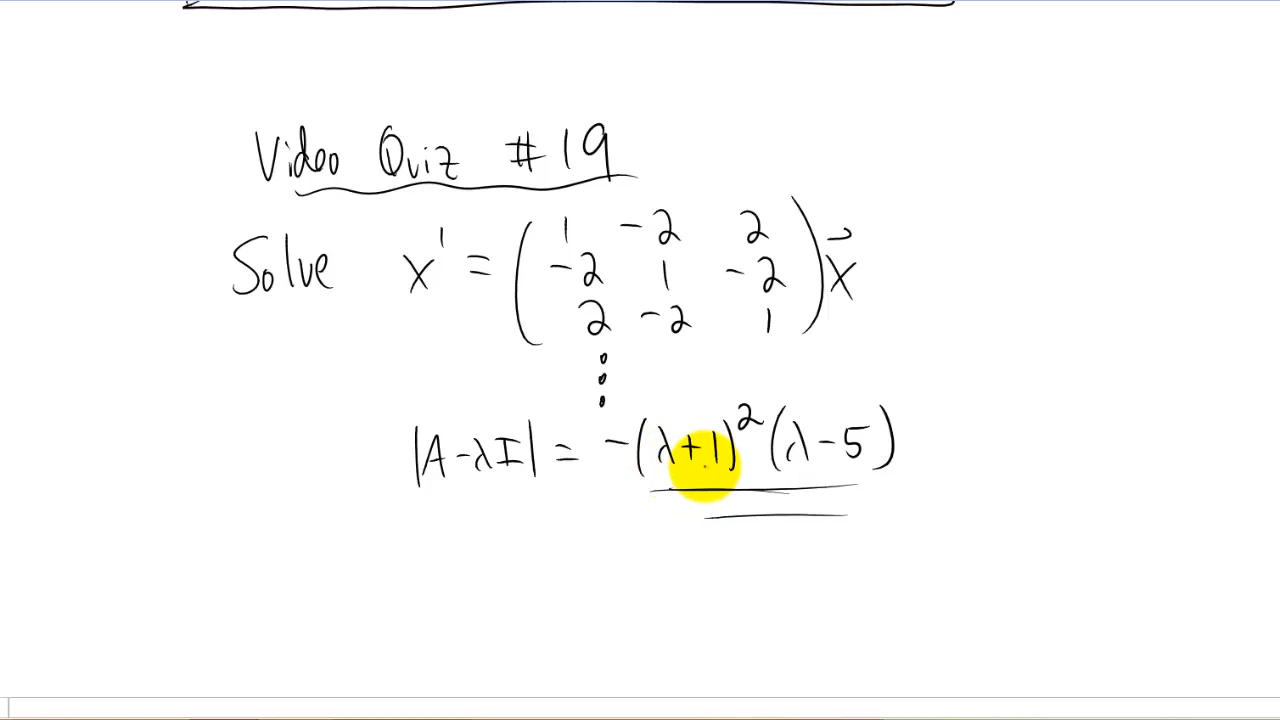 Video Quiz #19
Solve x' = ( 1 -2 2
-2 1 -2
2 -2 1 ) x⃗
⋮
|A-λI| = -(λ+1)²(λ-5)